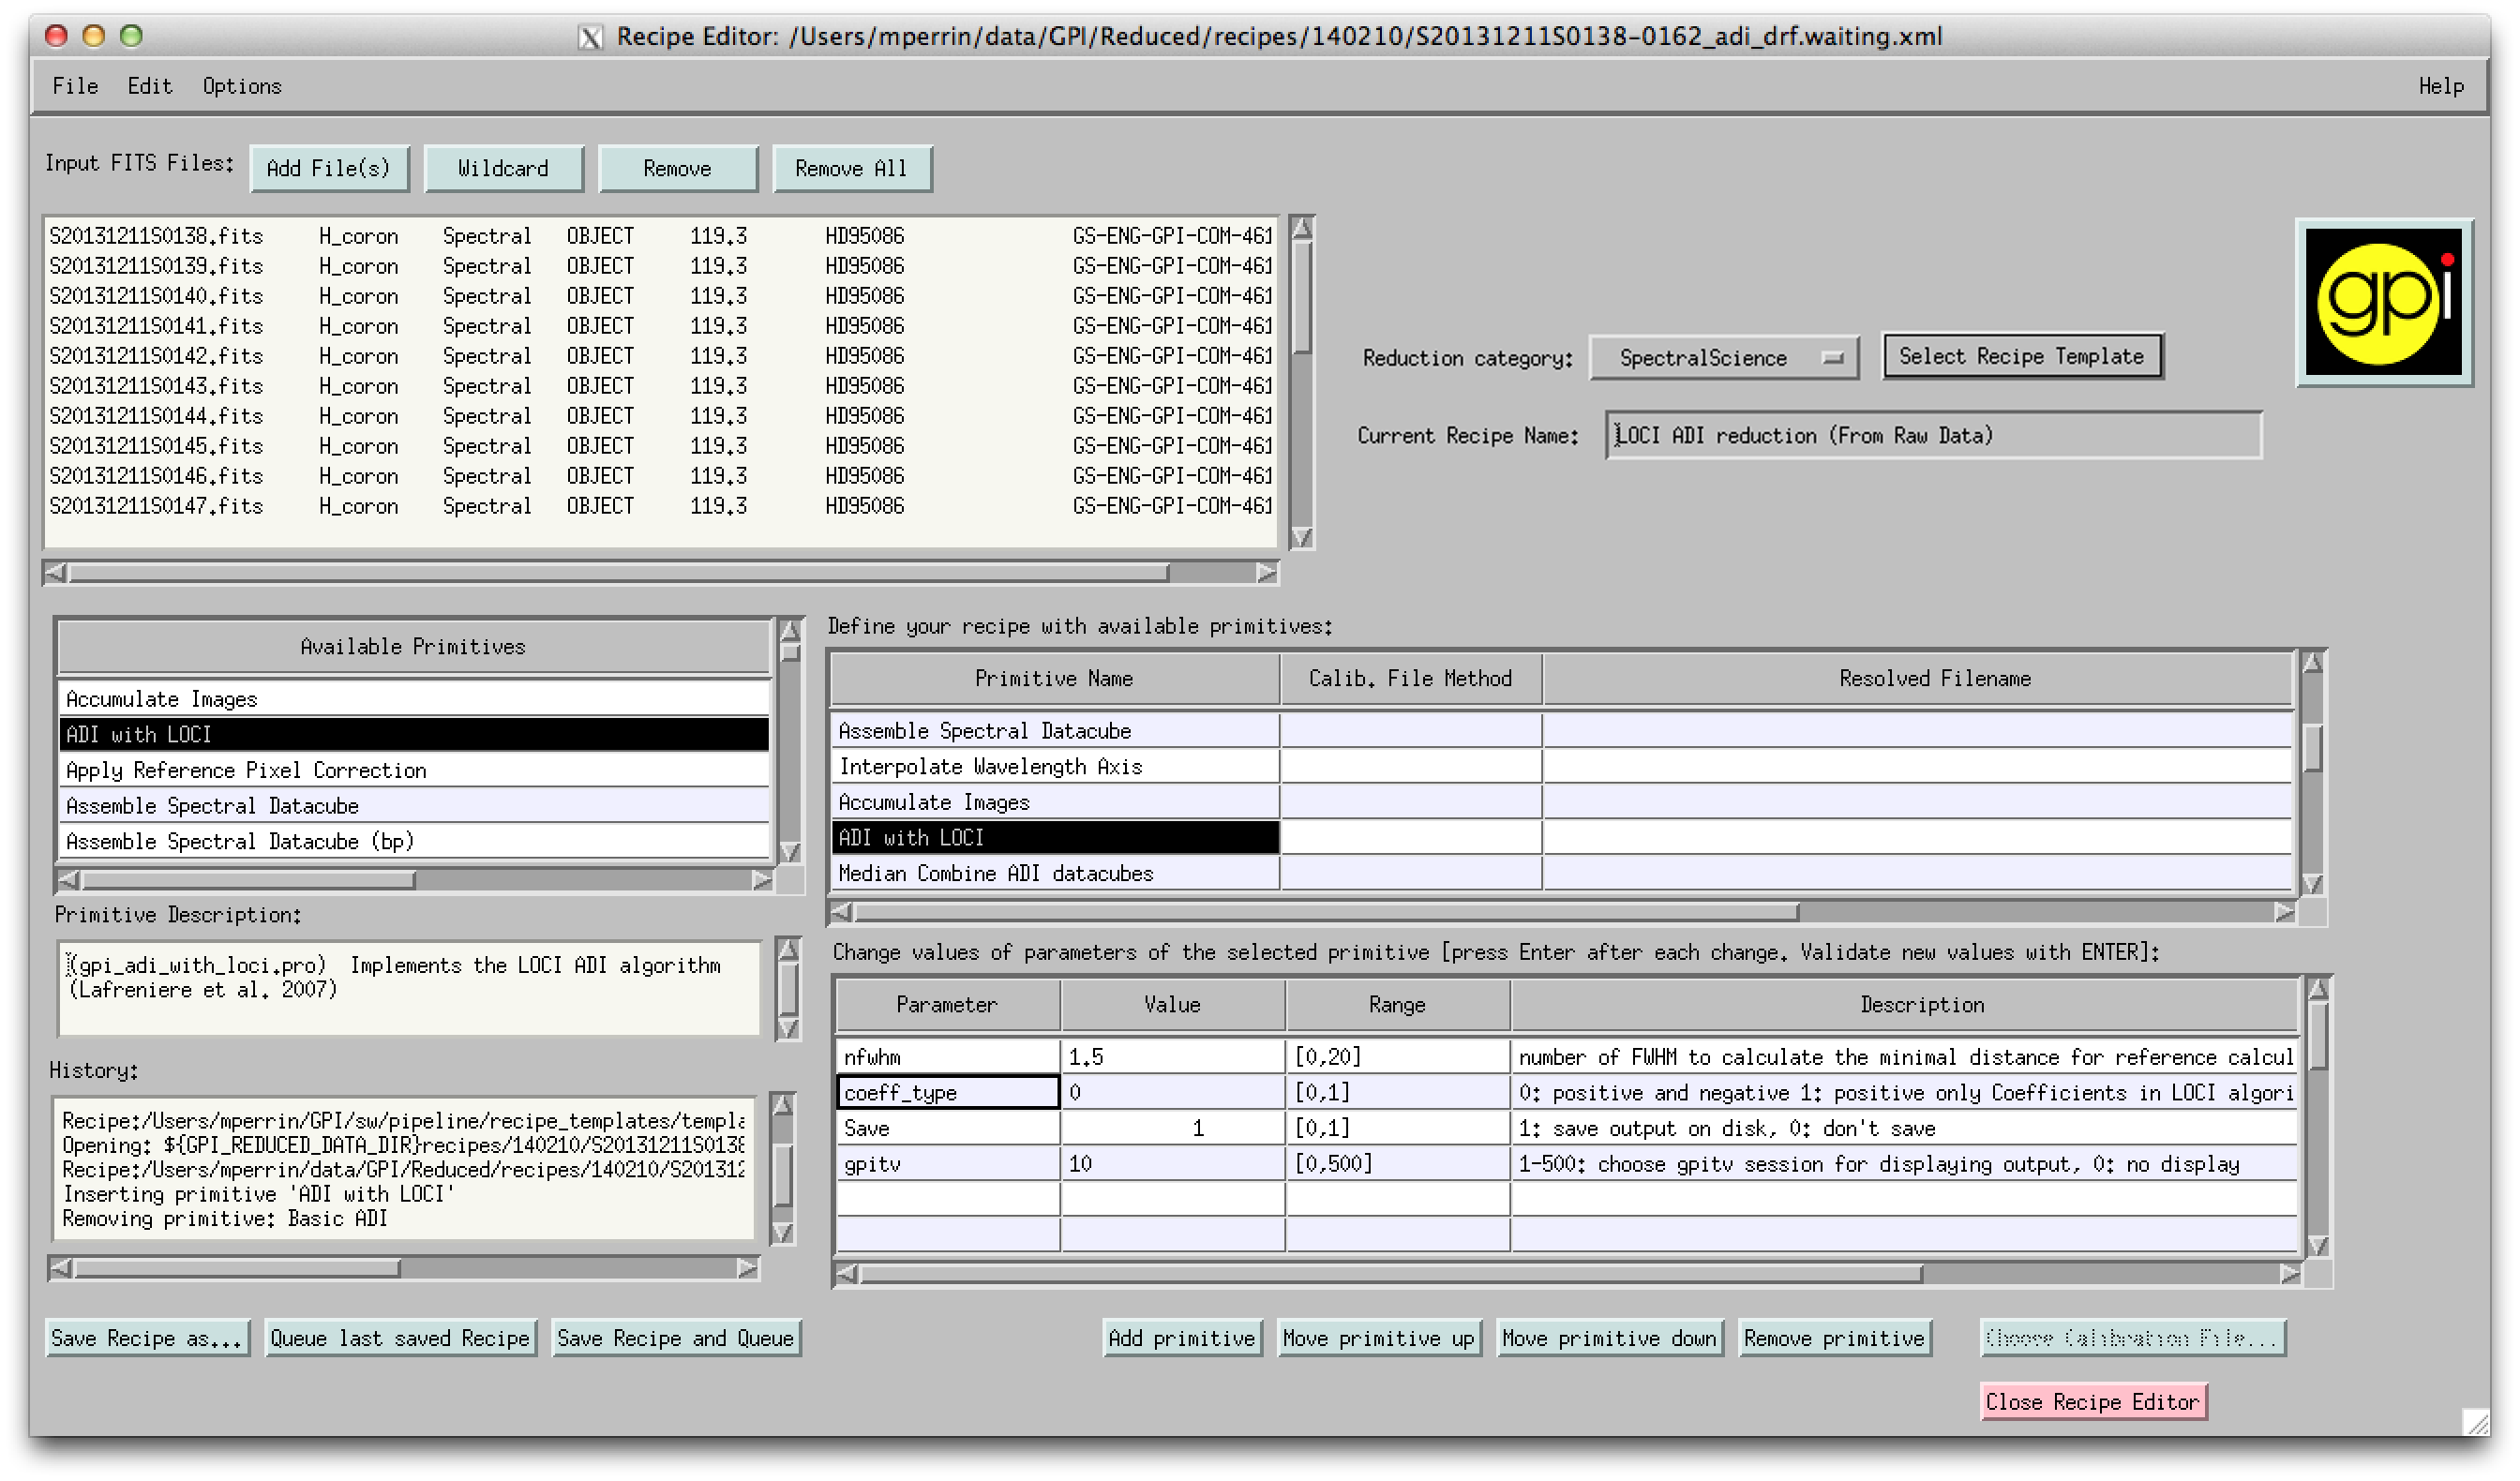 Recipe Editor: /Users/mperrin/data/GPI/Reduced/recipes/140210/S20131211S0138-0162_adi_drf.waiting.xml
File Edit Options Help
Input FITS Files: Add File(s) Wildcard Remove Remove All
S20131211S0138.fits H_coron Spectral OBJECT 119.3 HD95086 GS-ENG-GPI-COM-461
S20131211S0139.fits H_coron Spectral OBJECT 119.3 HD95086 GS-ENG-GPI-COM-461
S20131211S0140.fits H_coron Spectral OBJECT 119.3 HD95086 GS-ENG-GPI-COM-461
S20131211S0141.fits H_coron Spectral OBJECT 119.3 HD95086 GS-ENG-GPI-COM-461
S20131211S0142.fits H_coron Spectral OBJECT 119.3 HD95086 GS-ENG-GPI-COM-461
S20131211S0143.fits H_coron Spectral OBJECT 119.3 HD95086 GS-ENG-GPI-COM-461
S20131211S0144.fits H_coron Spectral OBJECT 119.3 HD95086 GS-ENG-GPI-COM-461
S20131211S0145.fits H_coron Spectral OBJECT 119.3 HD95086 GS-ENG-GPI-COM-461
S20131211S0146.fits H_coron Spectral OBJECT 119.3 HD95086 GS-ENG-GPI-COM-461
S20131211S0147.fits H_coron Spectral OBJECT 119.3 HD95086 GS-ENG-GPI-COM-461
gpi
Reduction category: SpectralScience Select Recipe Template
Current Recipe Name: LOCI ADI reduction (From Raw Data)
Available Primitives
Accumulate Images
ADI with LOCI
Apply Reference Pixel Correction
Assemble Spectral Datacube
Assemble Spectral Datacube (bp)
Primitive Description:
(gpi_adi_with_loci.pro) Implements the LOCI ADI algorithm
(Lafreniere et al. 2007)
History:
Recipe:/Users/mperrin/GPI/sw/pipeline/recipe_templates/templa
Opening: ${GPI_REDUCED_DATA_DIR}recipes/140210/S20131211S0138
Recipe:/Users/mperrin/data/GPI/Reduced/recipes/140210/S201312
Inserting primitive 'ADI with LOCI'
Removing primitive: Basic ADI
Define your recipe with available primitives:
Primitive Name Calib. File Method Resolved Filename
Assemble Spectral Datacube
Interpolate Wavelength Axis
Accumulate Images
ADI with LOCI
Median Combine ADI datacubes
Change values of parameters of the selected primitive [press Enter after each change. Validate new values with ENTER]:
Parameter Value Range Description
nfwhm 1.5 [0,20] number of FWHM to calculate the minimal distance for reference calcul
coeff_type 0 [0,1] 0: positive and negative 1: positive only Coefficients in LOCI algori
Save 1 [0,1] 1: save output on disk, 0: don't save
gpitv 10 [0,500] 1-500: choose gpitv session for displaying output, 0: no display
Save Recipe as... Queue last saved Recipe Save Recipe and Queue Add primitive Move primitive up Move primitive down Remove primitive Choose Calibration File...
Close Recipe Editor